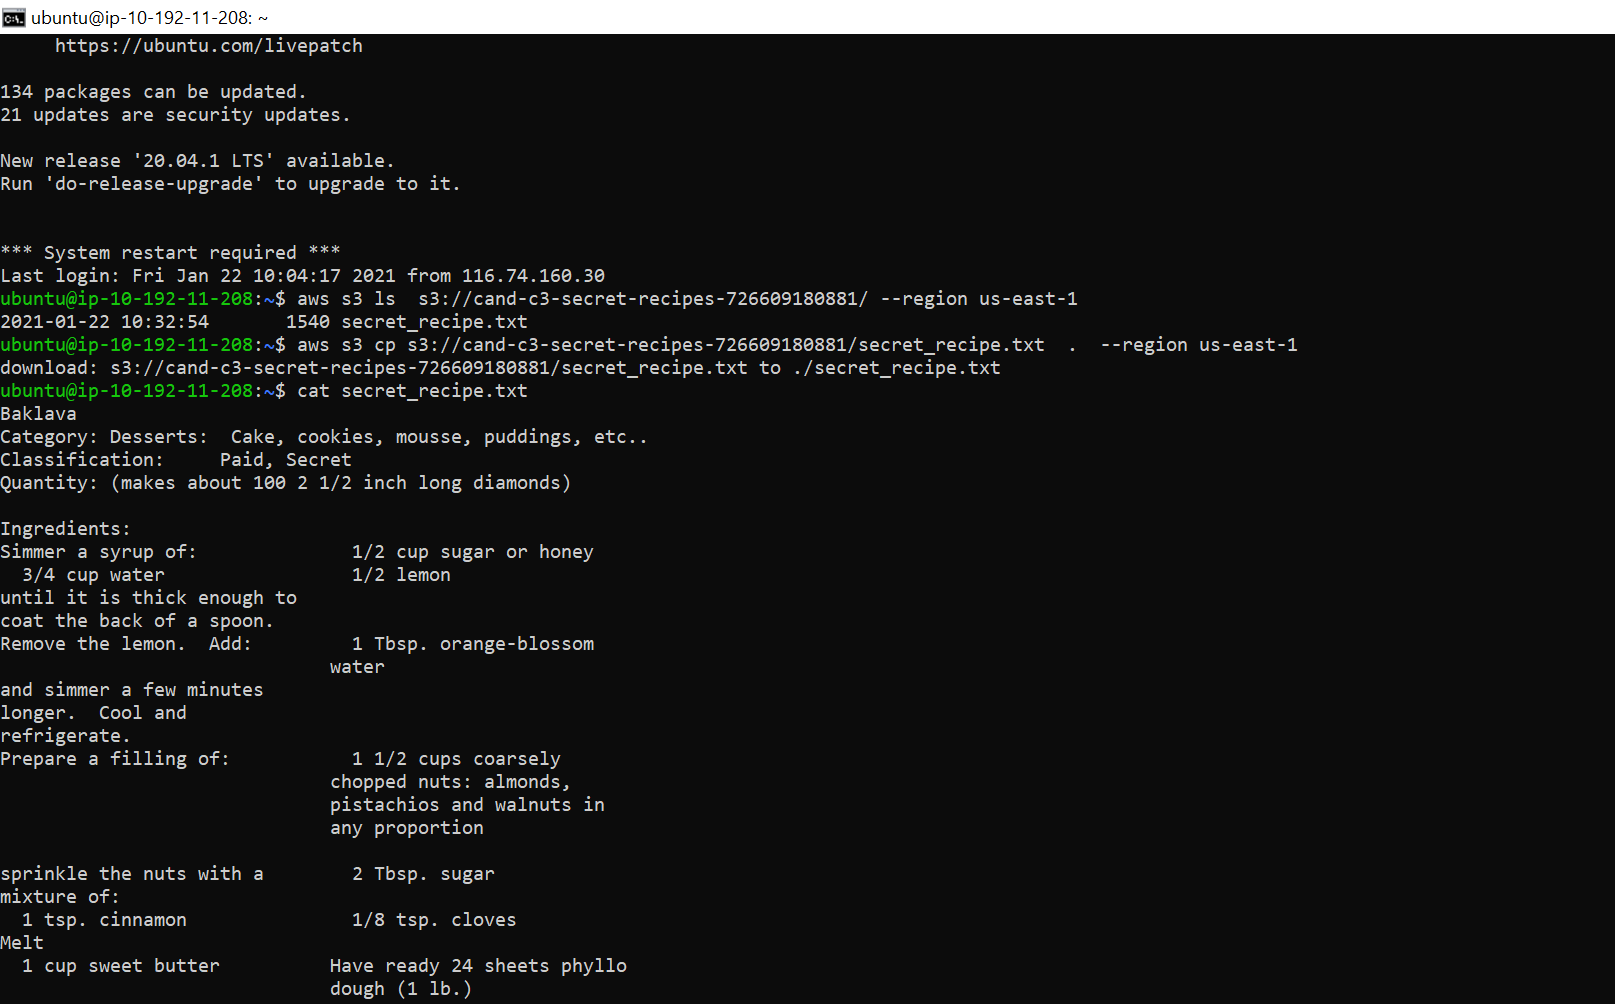 ubuntu@ip-10-192-11-208: ~
https://ubuntu.com/livepatch
134 packages can be updated.
21 updates are security updates.
New release '20.04.1 LTS' available.
Run 'do-release-upgrade' to upgrade to it.
*** System restart required ***
Last login: Fri Jan 22 10:04:17 2021 from 116.74.160.30
ubuntu@ip-10-192-11-208:~$ aws s3 ls  s3://cand-c3-secret-recipes-726609180881/ --region us-east-1
2021-01-22 10:32:54       1540 secret_recipe.txt
ubuntu@ip-10-192-11-208:~$ aws s3 cp s3://cand-c3-secret-recipes-726609180881/secret_recipe.txt  .  --region us-east-1
download: s3://cand-c3-secret-recipes-726609180881/secret_recipe.txt to ./secret_recipe.txt
ubuntu@ip-10-192-11-208:~$ cat secret_recipe.txt
Baklava
Category: Desserts:  Cake, cookies, mousse, puddings, etc..
Classification:     Paid, Secret
Quantity: (makes about 100 2 1/2 inch long diamonds)
Ingredients:
Simmer a syrup of:              1/2 cup sugar or honey
  3/4 cup water                 1/2 lemon
until it is thick enough to
coat the back of a spoon.
Remove the lemon.  Add:         1 Tbsp. orange-blossom
                              water
and simmer a few minutes
longer.  Cool and
refrigerate.
Prepare a filling of:           1 1/2 cups coarsely
                              chopped nuts: almonds,
                              pistachios and walnuts in
                              any proportion
sprinkle the nuts with a        2 Tbsp. sugar
mixture of:
  1 tsp. cinnamon               1/8 tsp. cloves
Melt
  1 cup sweet butter          Have ready 24 sheets phyllo
                              dough (1 lb.)